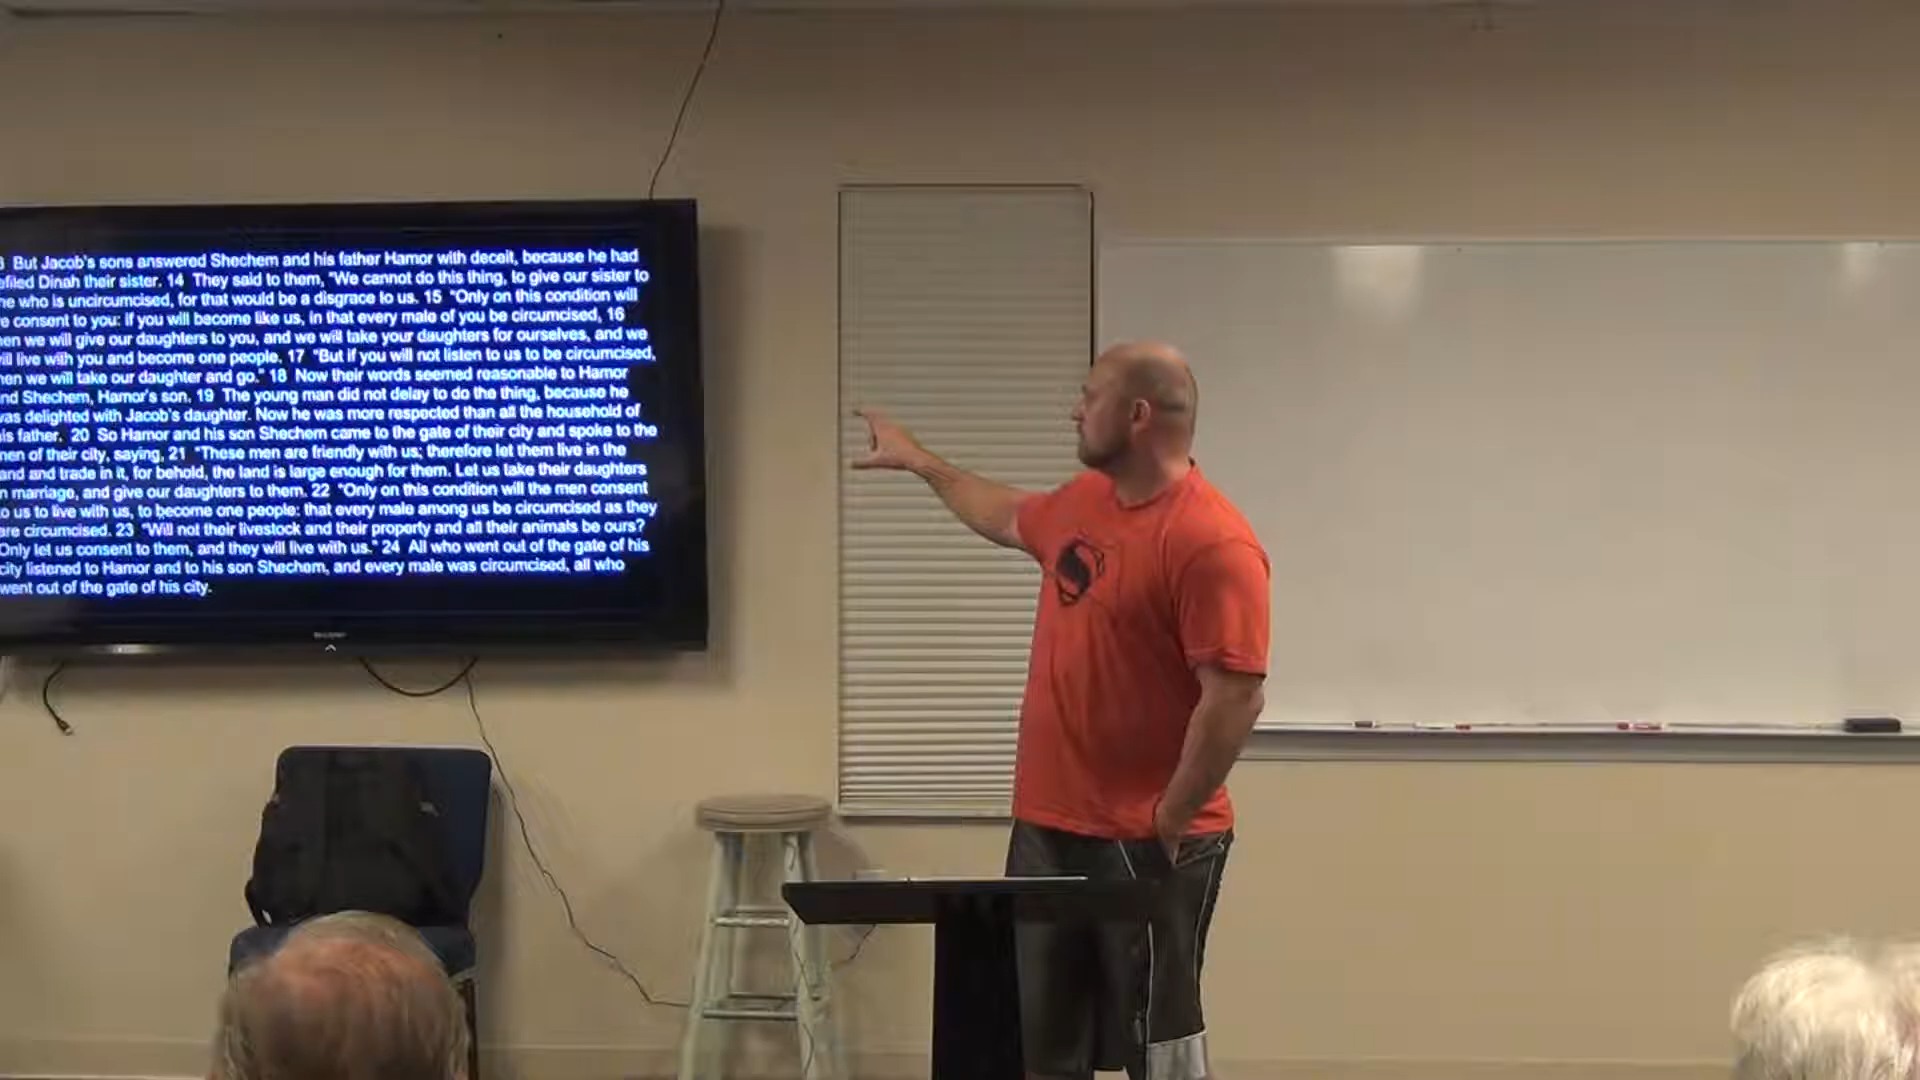 But Jacob's sons answered Shechem and his father Hamor with deceit, because he had
efiled Dinah their sister. 14 They said to them, "We cannot do this thing, to give our sister to
ne who is uncircumcised, for that would be a disgrace to us. 15 "Only on this condition will
e consent to you: if you will become like us, in that every male of you be circumcised, 16
hen we will give our daughters to you, and we will take your daughters for ourselves, and we
ill live with you and become one people. 17 "But if you will not listen to us to be circumcised,
hen we will take our daughter and go." 18 Now their words seemed reasonable to Hamor
nd Shechem, Hamor's son. 19 The young man did not delay to do the thing, because he
was delighted with Jacob's daughter. Now he was more respected than all the household of
is father. 20 So Hamor and his son Shechem came to the gate of their city and spoke to the
men of their city, saying, 21 "These men are friendly with us; therefore let them live in the
and and trade in it, for behold, the land is large enough for them. Let us take their daughters
n marriage, and give our daughters to them. 22 "Only on this condition will the men consent
to us to live with us, to become one people: that every male among us be circumcised as they
are circumcised. 23 "Will not their livestock and their property and all their animals be ours?
Only let us consent to them, and they will live with us." 24 All who went out of the gate of his
city listened to Hamor and to his son Shechem, and every male was circumcised, all who
went out of the gate of his city.